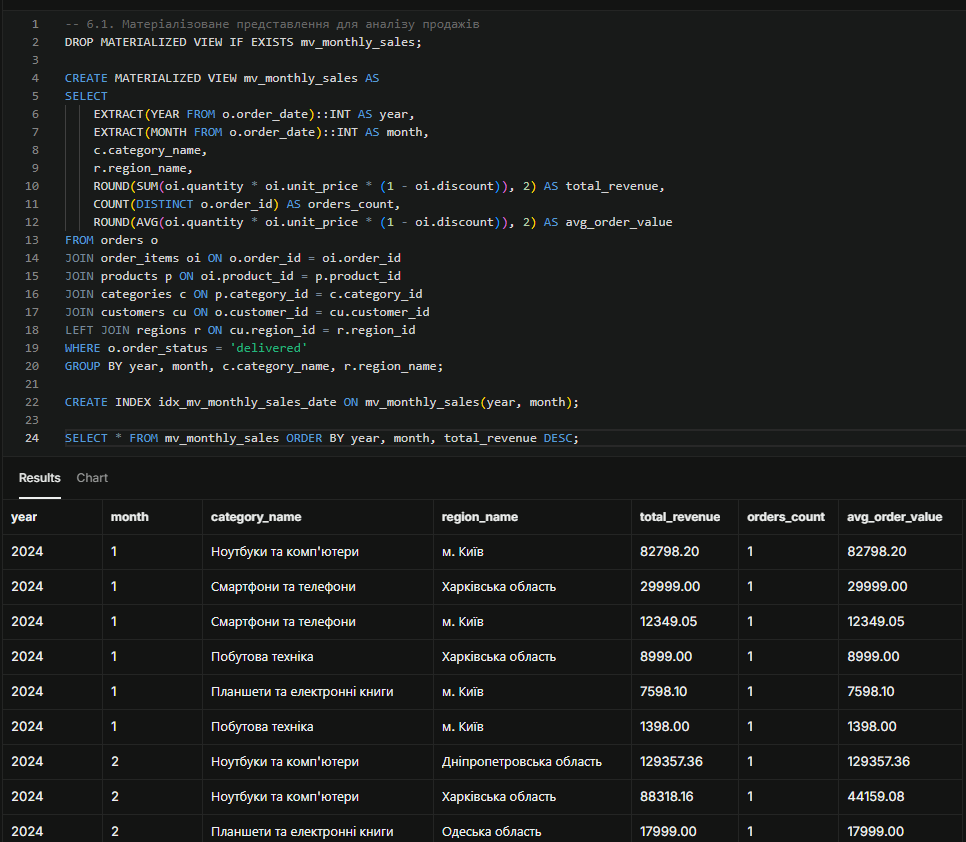 1 -- 6.1. Матеріалізоване представлення для аналізу продажів
2 DROP MATERIALIZED VIEW IF EXISTS mv_monthly_sales;
3
4 CREATE MATERIALIZED VIEW mv_monthly_sales AS
5 SELECT
6 EXTRACT(YEAR FROM o.order_date)::INT AS year,
7 EXTRACT(MONTH FROM o.order_date)::INT AS month,
8 c.category_name,
9 r.region_name,
10 ROUND(SUM(oi.quantity * oi.unit_price * (1 - oi.discount)), 2) AS total_revenue,
11 COUNT(DISTINCT o.order_id) AS orders_count,
12 ROUND(AVG(oi.quantity * oi.unit_price * (1 - oi.discount)), 2) AS avg_order_value
13 FROM orders o
14 JOIN order_items oi ON o.order_id = oi.order_id
15 JOIN products p ON oi.product_id = p.product_id
16 JOIN categories c ON p.category_id = c.category_id
17 JOIN customers cu ON o.customer_id = cu.customer_id
18 LEFT JOIN regions r ON cu.region_id = r.region_id
19 WHERE o.order_status = 'delivered'
20 GROUP BY year, month, c.category_name, r.region_name;
21
22 CREATE INDEX idx_mv_monthly_sales_date ON mv_monthly_sales(year, month);
23
24 SELECT * FROM mv_monthly_sales ORDER BY year, month, total_revenue DESC;
Results Chart
year month category_name region_name total_revenue orders_count avg_order_value
2024 1 Ноутбуки та комп'ютери м. Київ 82798.20 1 82798.20
2024 1 Смартфони та телефони Харківська область 29999.00 1 29999.00
2024 1 Смартфони та телефони м. Київ 12349.05 1 12349.05
2024 1 Побутова техніка Харківська область 8999.00 1 8999.00
2024 1 Планшети та електронні книги м. Київ 7598.10 1 7598.10
2024 1 Побутова техніка м. Київ 1398.00 1 1398.00
2024 2 Ноутбуки та комп'ютери Дніпропетровська область 129357.36 1 129357.36
2024 2 Ноутбуки та комп'ютери Харківська область 88318.16 1 44159.08
2024 2 Планшети та електронні книги Одеська область 17999.00 1 17999.00